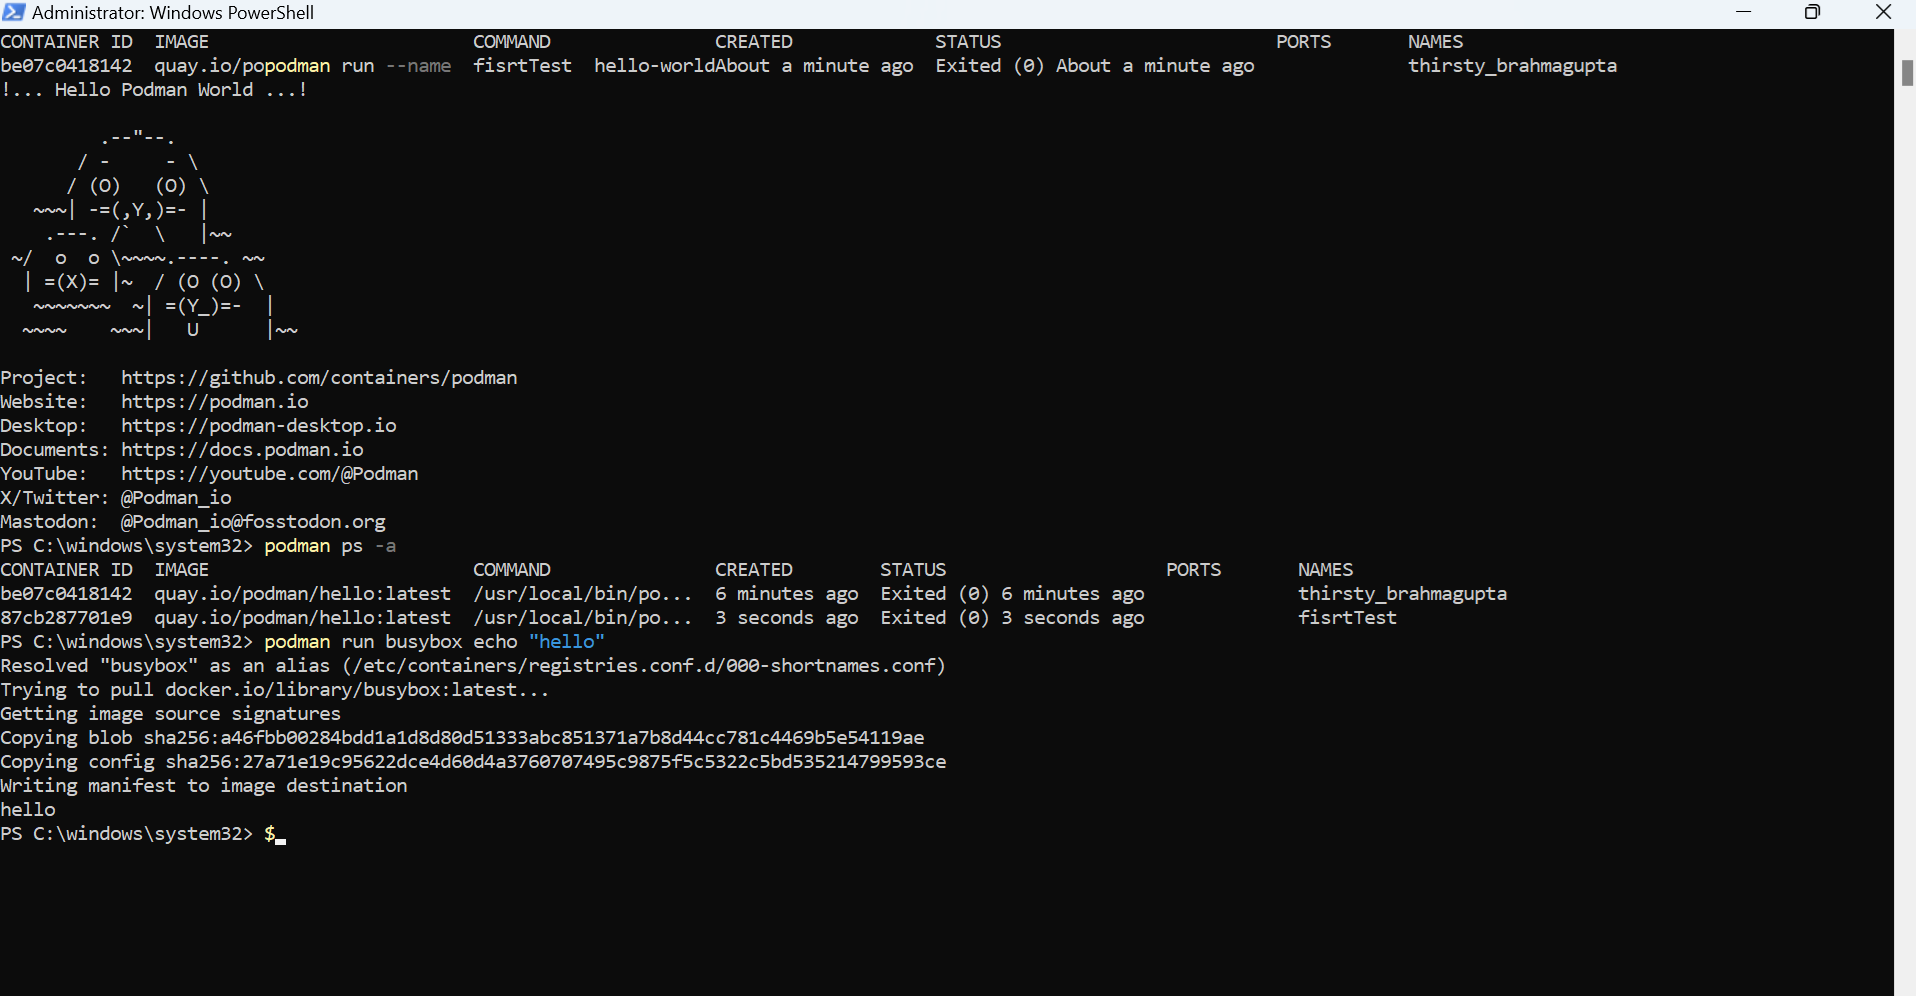 Administrator: Windows PowerShell
CONTAINER ID  IMAGE                        COMMAND               CREATED             STATUS                         PORTS       NAMES
be07c0418142  quay.io/popodman run --name  fisrtTest  hello-worldAbout a minute ago  Exited (0) About a minute ago              thirsty_brahmagupta
!... Hello Podman World ...!

         .--"--.
       / -     - \
      / (O)   (O) \
   ~~~| -=(,Y,)=- |
    .---. /`  \   |~~
 ~/  o  o \~~~~.----. ~~
  | =(X)= |~  / (O (O) \
   ~~~~~~~  ~| =(Y_)=-  |
  ~~~~    ~~~|   U      |~~

Project:   https://github.com/containers/podman
Website:   https://podman.io
Desktop:   https://podman-desktop.io
Documents: https://docs.podman.io
YouTube:   https://youtube.com/@Podman
X/Twitter: @Podman_io
Mastodon:  @Podman_io@fosstodon.org
PS C:\windows\system32> podman ps -a
CONTAINER ID  IMAGE                        COMMAND               CREATED        STATUS                    PORTS       NAMES
be07c0418142  quay.io/podman/hello:latest  /usr/local/bin/po...  6 minutes ago  Exited (0) 6 minutes ago              thirsty_brahmagupta
87cb287701e9  quay.io/podman/hello:latest  /usr/local/bin/po...  3 seconds ago  Exited (0) 3 seconds ago              fisrtTest
PS C:\windows\system32> podman run busybox echo "hello"
Resolved "busybox" as an alias (/etc/containers/registries.conf.d/000-shortnames.conf)
Trying to pull docker.io/library/busybox:latest...
Getting image source signatures
Copying blob sha256:a46fbb00284bdd1a1d8d80d51333abc851371a7b8d44cc781c4469b5e54119ae
Copying config sha256:27a71e19c95622dce4d60d4a3760707495c9875f5c5322c5bd535214799593ce
Writing manifest to image destination
hello
PS C:\windows\system32> $